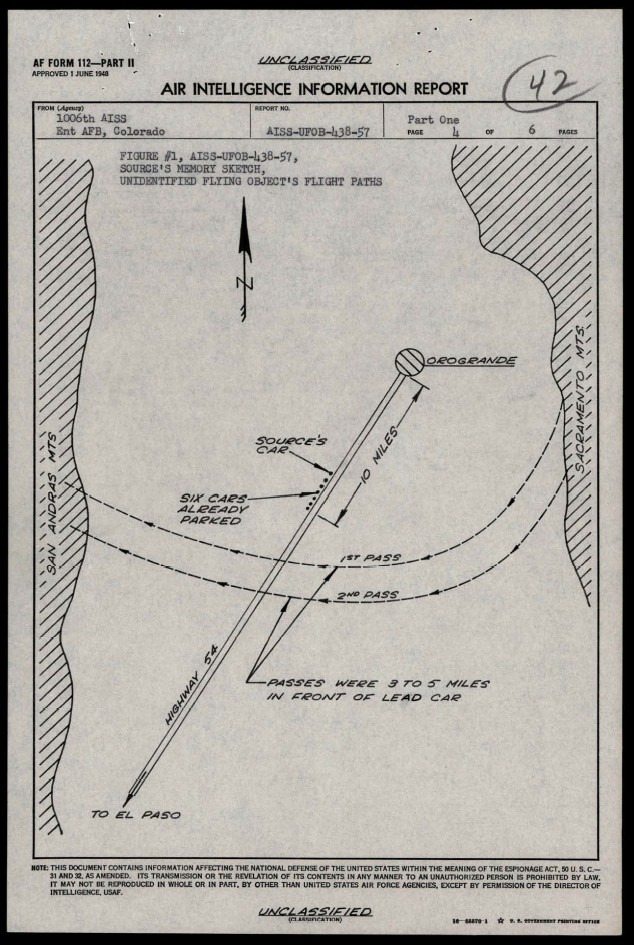 AF FORM 112—PART II
APPROVED 1 JUNE 1948
UNCLASSIFIED
(CLASSIFICATION)
AIR INTELLIGENCE INFORMATION REPORT
42
FROM (Agency)
1006th AISS
Ent AFB, Colorado
REPORT NO.
AISS-UFOB-438-57
Part One
PAGE 4 OF 6 PAGES
FIGURE #1, AISS-UFOB-438-57,
SOURCE'S MEMORY SKETCH,
UNIDENTIFIED FLYING OBJECT'S FLIGHT PATHS
N
OROGRANDE
SACRAMENTO MTS.
SOURCE'S
CAR
10 MILES
SIX CARS
ALREADY
PARKED
SAN ANDRAS MTS
1ST PASS
2ND PASS
HIGHWAY 54
PASSES WERE 3 TO 5 MILES
IN FRONT OF LEAD CAR
TO EL PASO
NOTE: THIS DOCUMENT CONTAINS INFORMATION AFFECTING THE NATIONAL DEFENSE OF THE UNITED STATES WITHIN THE MEANING OF THE ESPIONAGE ACT, 50 U. S. C.—
31 AND 32, AS AMENDED. ITS TRANSMISSION OR THE REVELATION OF ITS CONTENTS IN ANY MANNER TO AN UNAUTHORIZED PERSON IS PROHIBITED BY LAW.
IT MAY NOT BE REPRODUCED IN WHOLE OR IN PART, BY OTHER THAN UNITED STATES AIR FORCE AGENCIES, EXCEPT BY PERMISSION OF THE DIRECTOR OF
INTELLIGENCE, USAF.
UNCLASSIFIED
(CLASSIFICATION)
U. S. GOVERNMENT PRINTING OFFICE